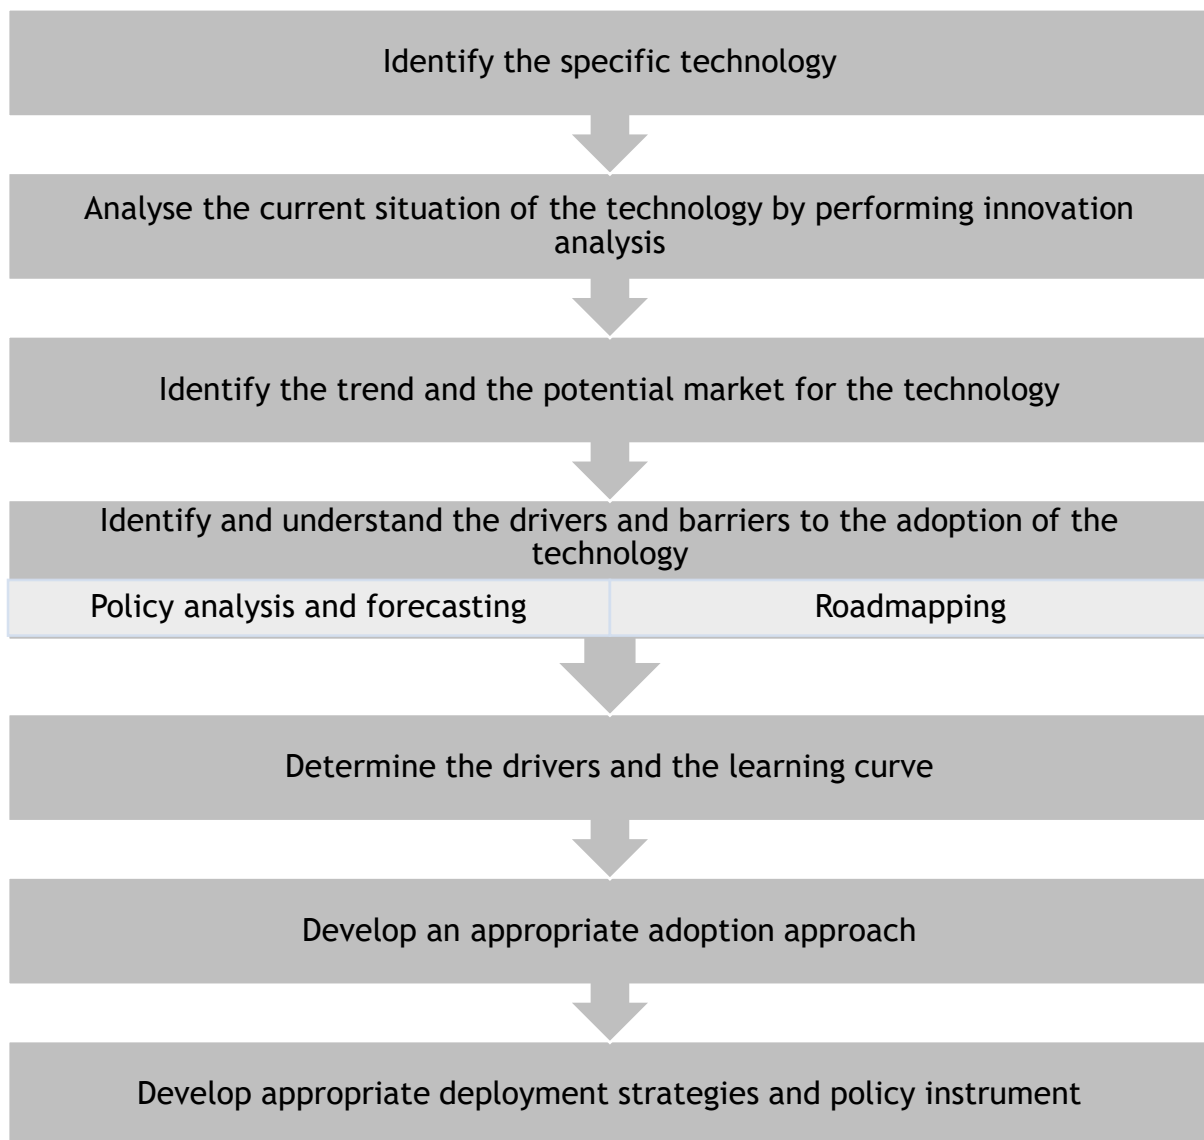 Identify the specific technology
Analyse the current situation of the technology by performing innovation
analysis
Identify the trend and the potential market for the technology
Identify and understand the drivers and barriers to the adoption of the
technology
Policy analysis and forecasting
Roadmapping
Determine the drivers and the learning curve
Develop an appropriate adoption approach
Develop appropriate deployment strategies and policy instrument